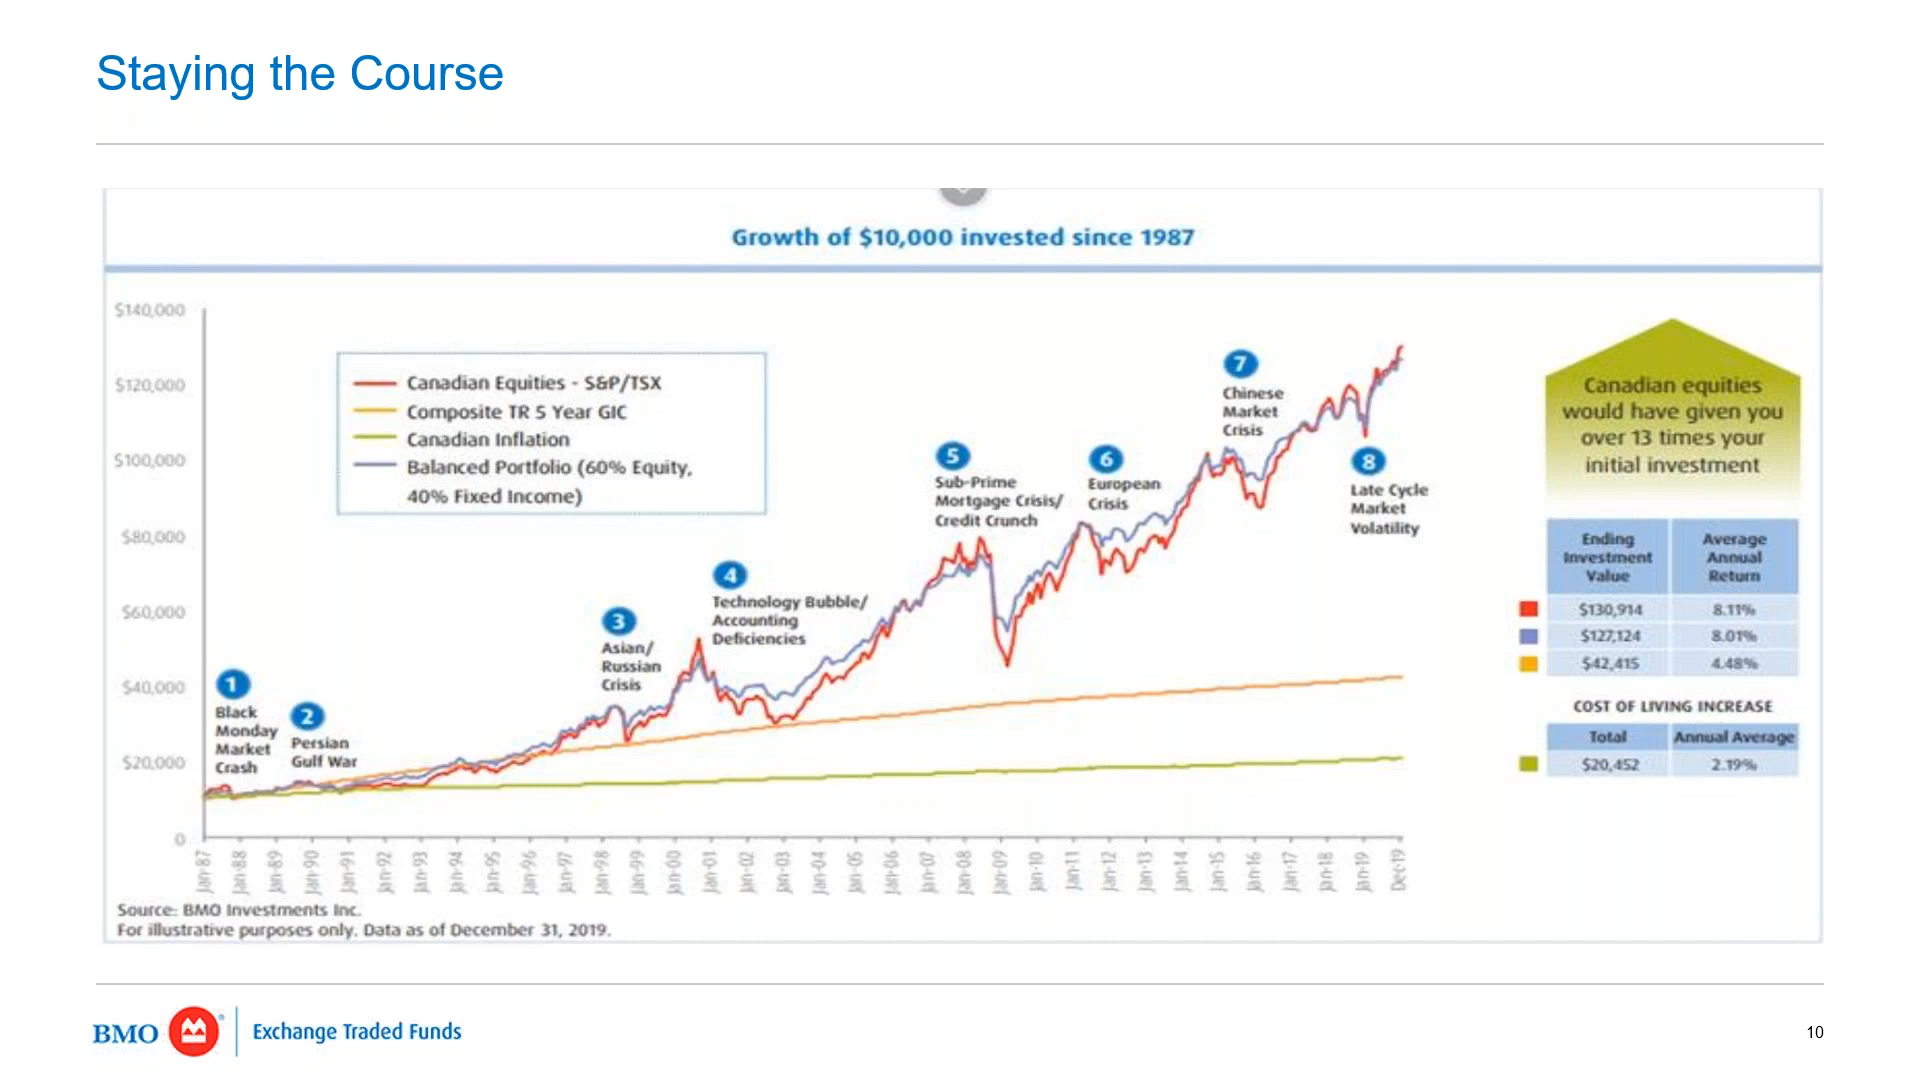 Staying the Course
Growth of $10,000 invested since 1987
$140,000
$120,000
$100,000
$80,000
$60,000
$40,000
$20,000
0
Canadian Equities - S&P/TSX
Composite TR 5 Year GIC
Canadian Inflation
Balanced Portfolio (60% Equity,
40% Fixed Income)
1
Black
Monday
Market
Crash
2
Persian
Gulf War
3
Asian/
Russian
Crisis
4
Technology Bubble/
Accounting
Deficiencies
5
Sub-Prime
Mortgage Crisis/
Credit Crunch
6
European
Crisis
7
Chinese
Market
Crisis
8
Late Cycle
Market
Volatility
Jan-87
Jan-88
Jan-89
Jan-90
Jan-91
Jan-92
Jan-93
Jan-94
Jan-95
Jan-96
Jan-97
Jan-98
Jan-99
Jan-00
Jan-01
Jan-02
Jan-03
Jan-04
Jan-05
Jan-06
Jan-07
Jan-08
Jan-09
Jan-10
Jan-11
Jan-12
Jan-13
Jan-14
Jan-15
Jan-16
Jan-17
Jan-18
Jan-19
Dec-19
Canadian equities
would have given you
over 13 times your
initial investment
Ending
Investment
Value
Average
Annual
Return
$130,914 8.11%
$127,124 8.01%
$42,415 4.48%
COST OF LIVING INCREASE
Total Annual Average
$20,452 2.19%
Source: BMO Investments Inc.
For illustrative purposes only. Data as of December 31, 2019.
BMO Exchange Traded Funds
10